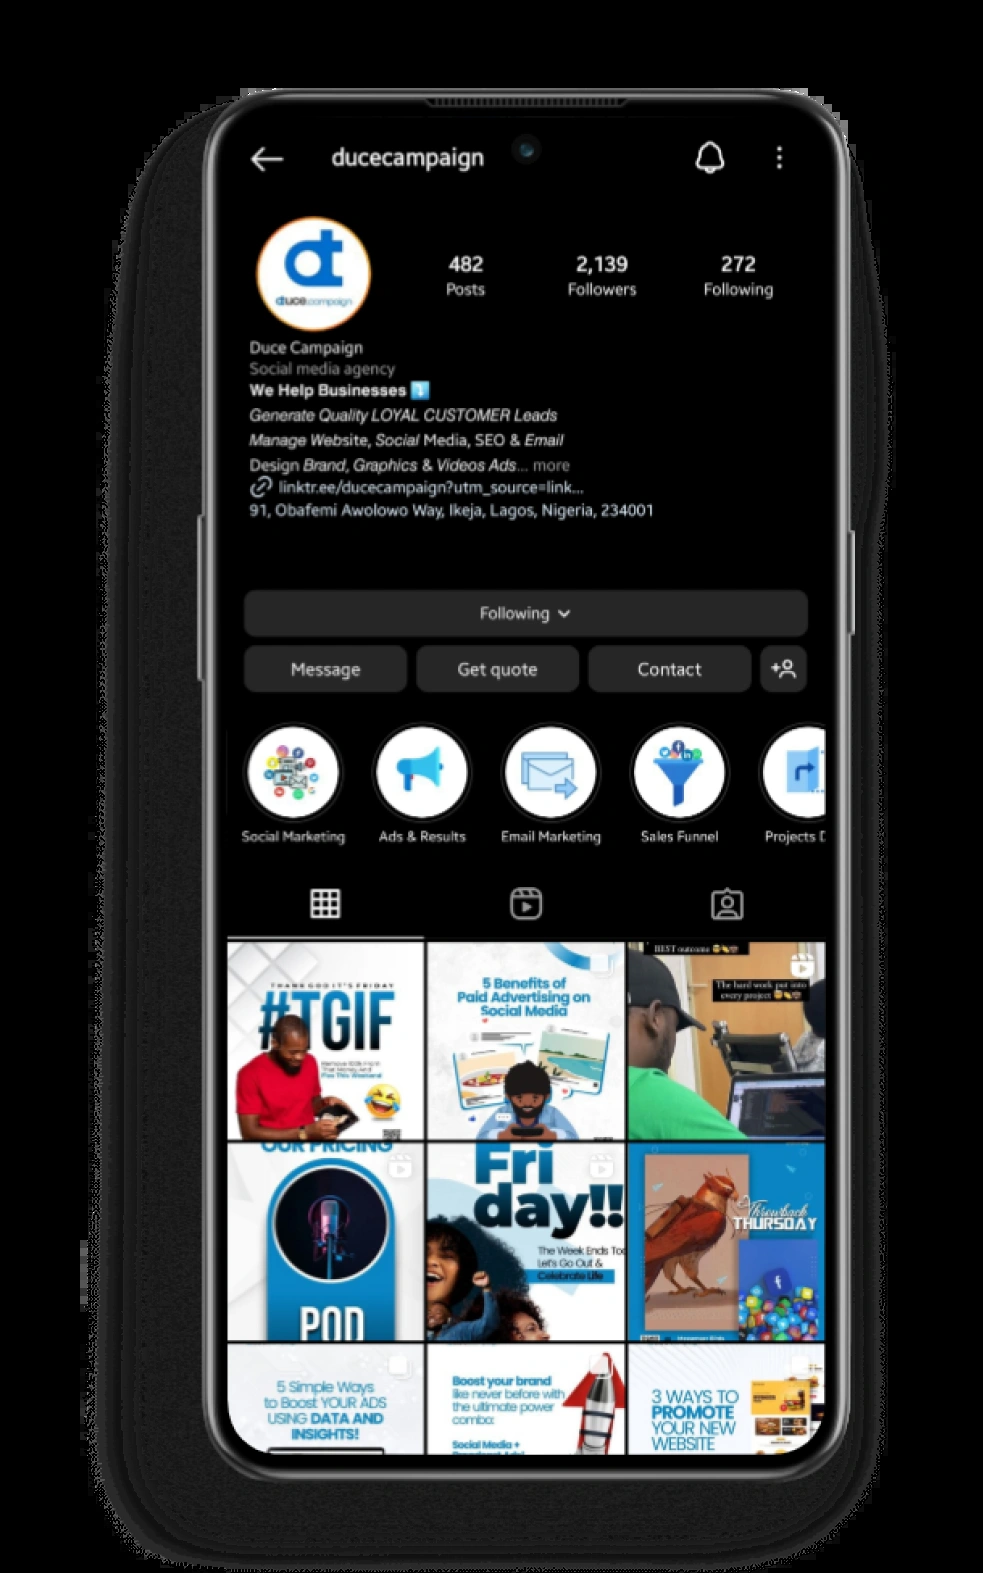 ducecampaign
duce.campaign
482
Posts
2,139
Followers
272
Following
Duce Campaign
Social media agency
We Help Businesses
Generate Quality LOYAL CUSTOMER Leads
Manage Website, Social Media, SEO & Email
Design Brand, Graphics & Videos Ads... more
linktr.ee/ducecampaign?utm_source=link...
91, Obafemi Awolowo Way, Ikeja, Lagos, Nigeria, 234001
Following
Message
Get quote
Contact
Social Marketing
Ads & Results
Email Marketing
Sales Funnel
Projects D
THANK GOD IT'S FRIDAY
#TGIF
Flex This Weekend
5 Benefits of
Paid Advertising on
Social Media
BEST outcome
The hard work put into
every project
OUR PRICING
POD
Fri
day!!
The Week Ends Tod
Let's Go Out &
Celebrate Life
Throwback
THURSDAY
5 Simple Ways
to Boost YOUR ADS
USING DATA AND
INSIGHTS!
Boost your brand
like never before with
the ultimate power
combo:
Social Media +
3 WAYS TO
PROMOTE
YOUR NEW
WEBSITE